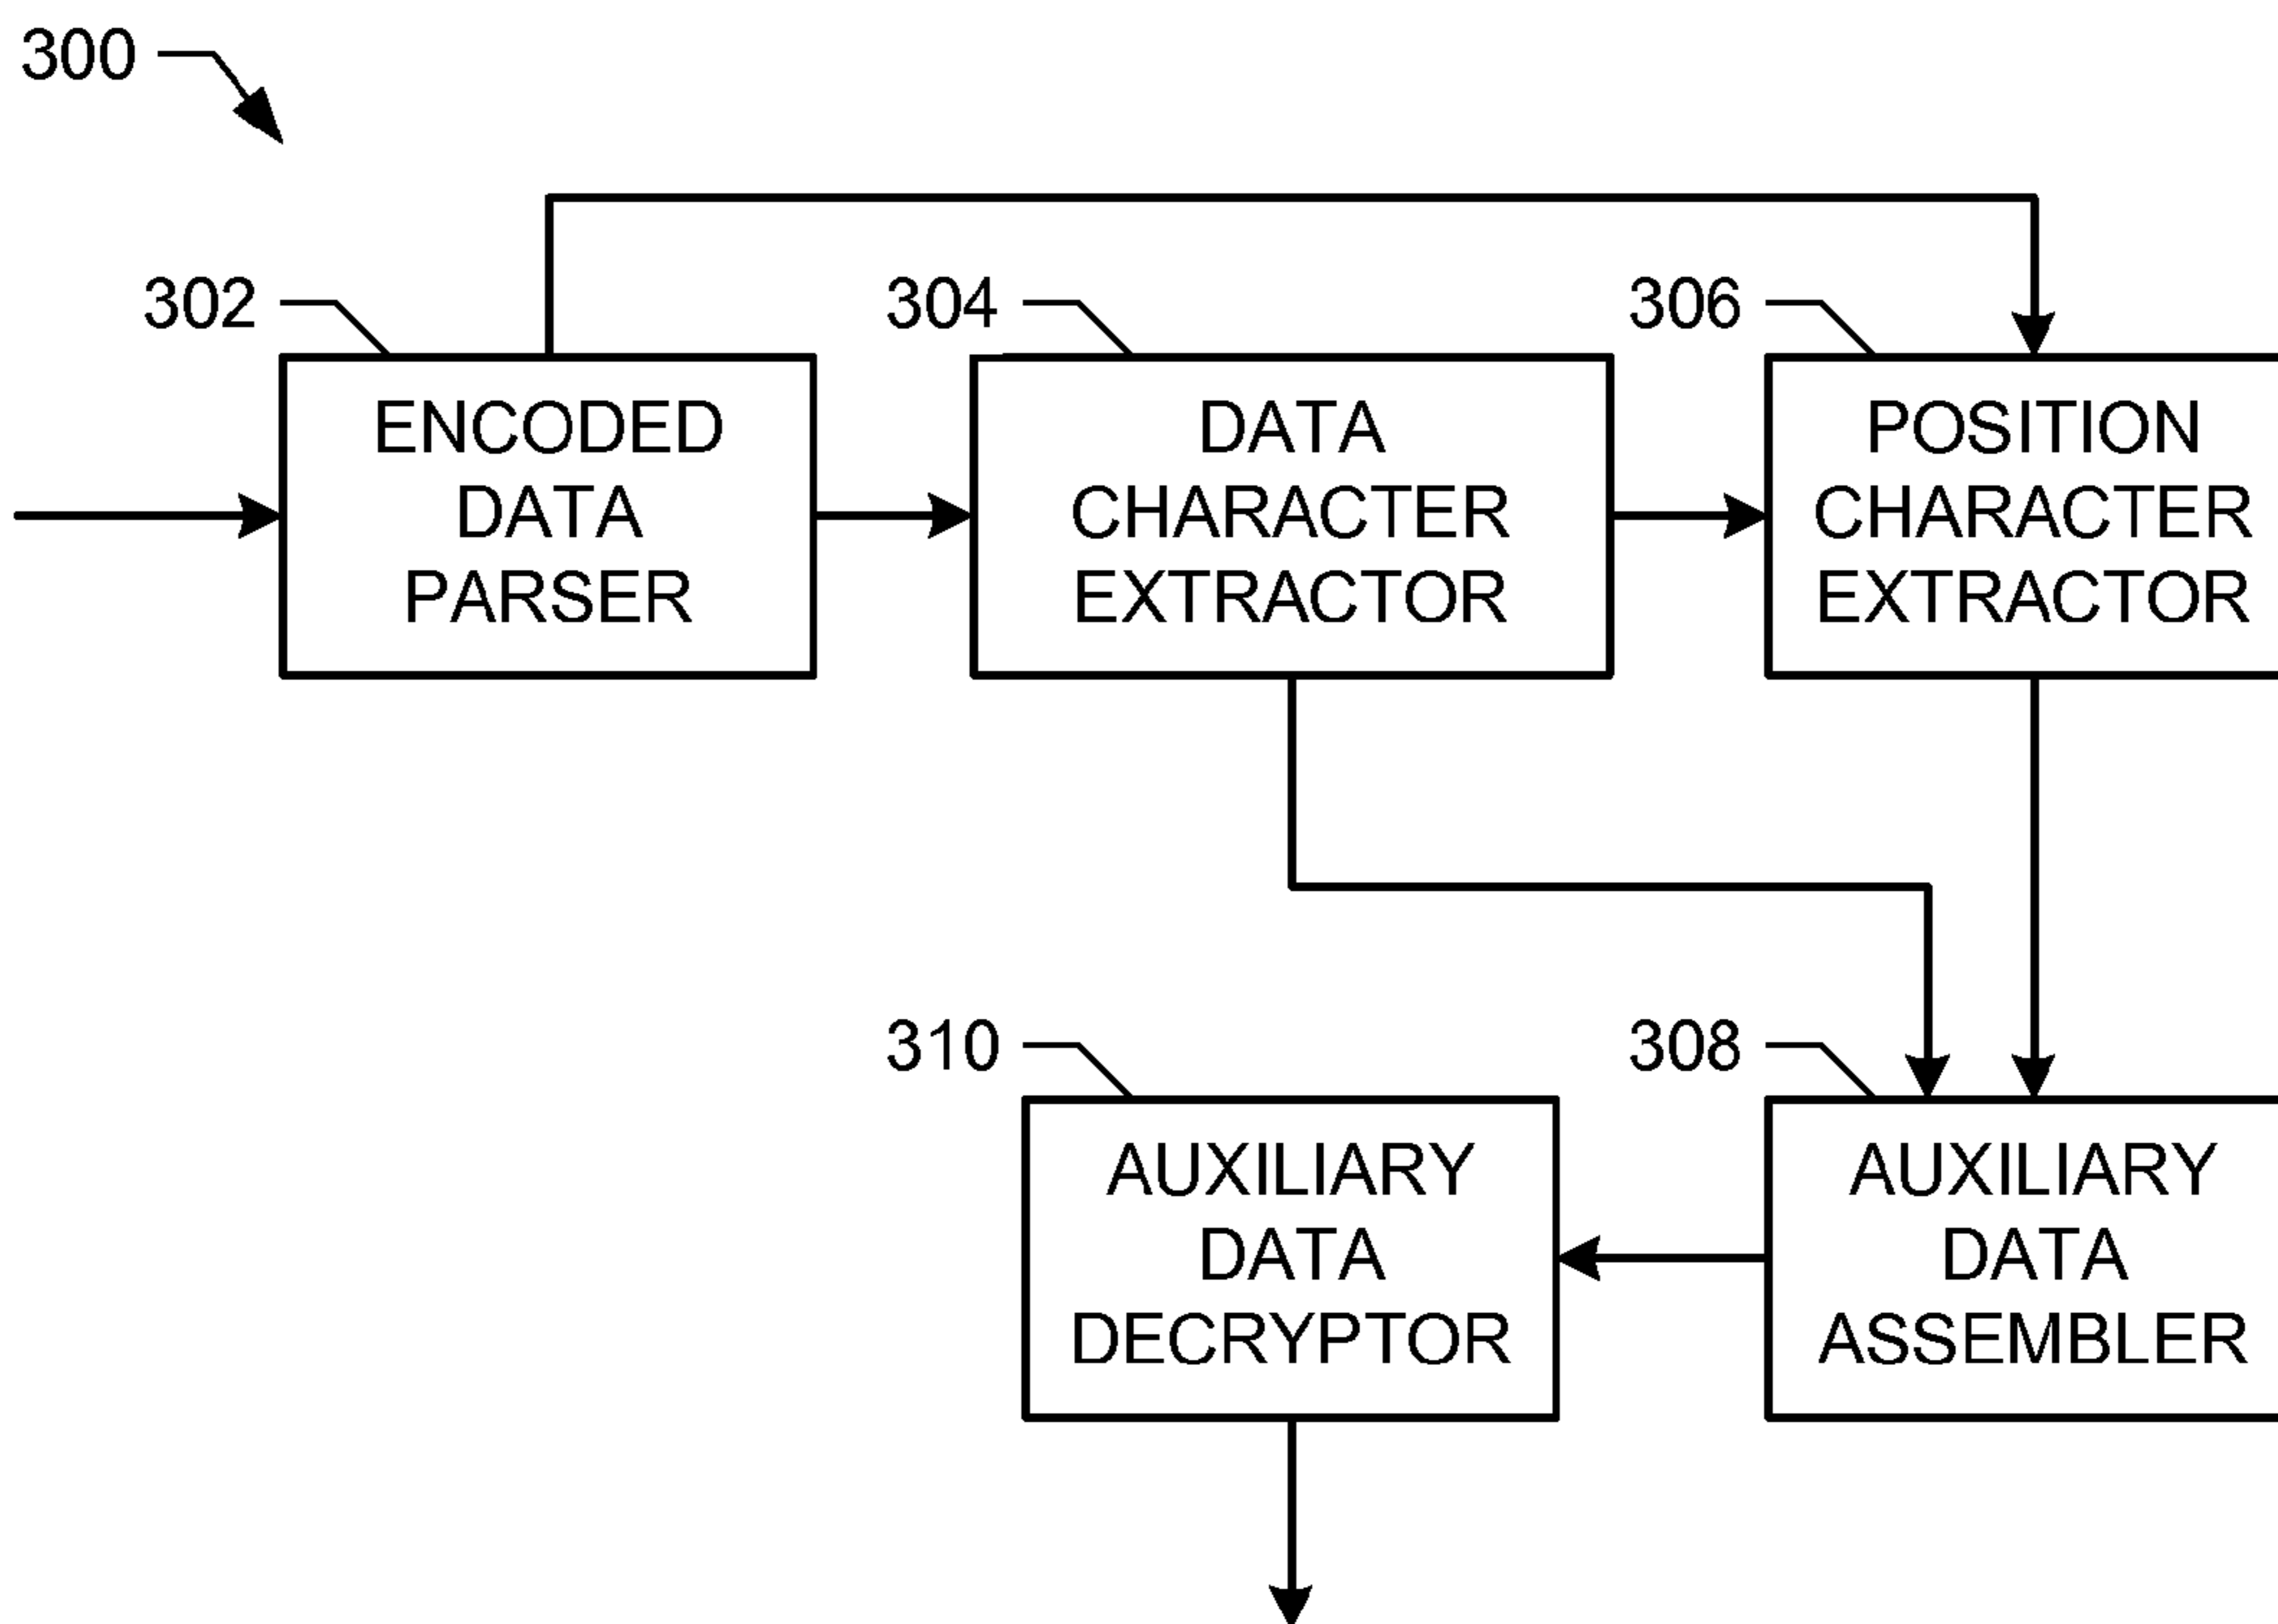 300
302
304
306
ENCODED
DATA
PARSER
DATA
CHARACTER
EXTRACTOR
POSITION
CHARACTER
EXTRACTOR
310
308
AUXILIARY
DATA
DECRYPTOR
AUXILIARY
DATA
ASSEMBLER